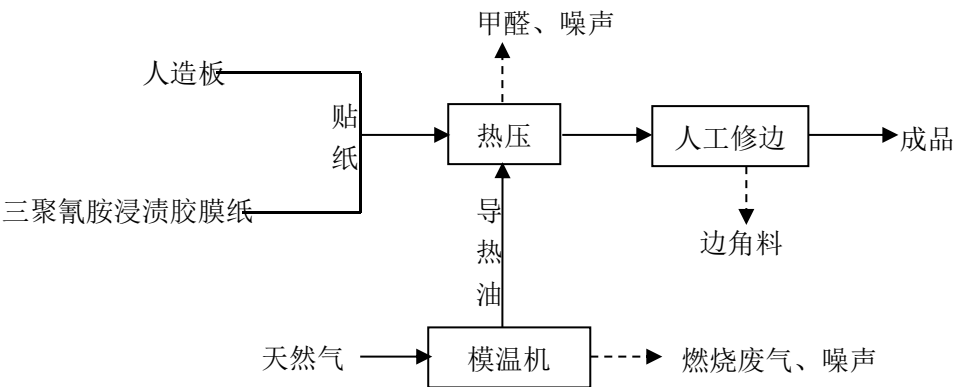 甲醛、噪声
人造板
贴纸
热压
人工修边
成品
三聚氰胺浸渍胶膜纸
导热油
边角料
天然气
模温机
燃烧废气、噪声